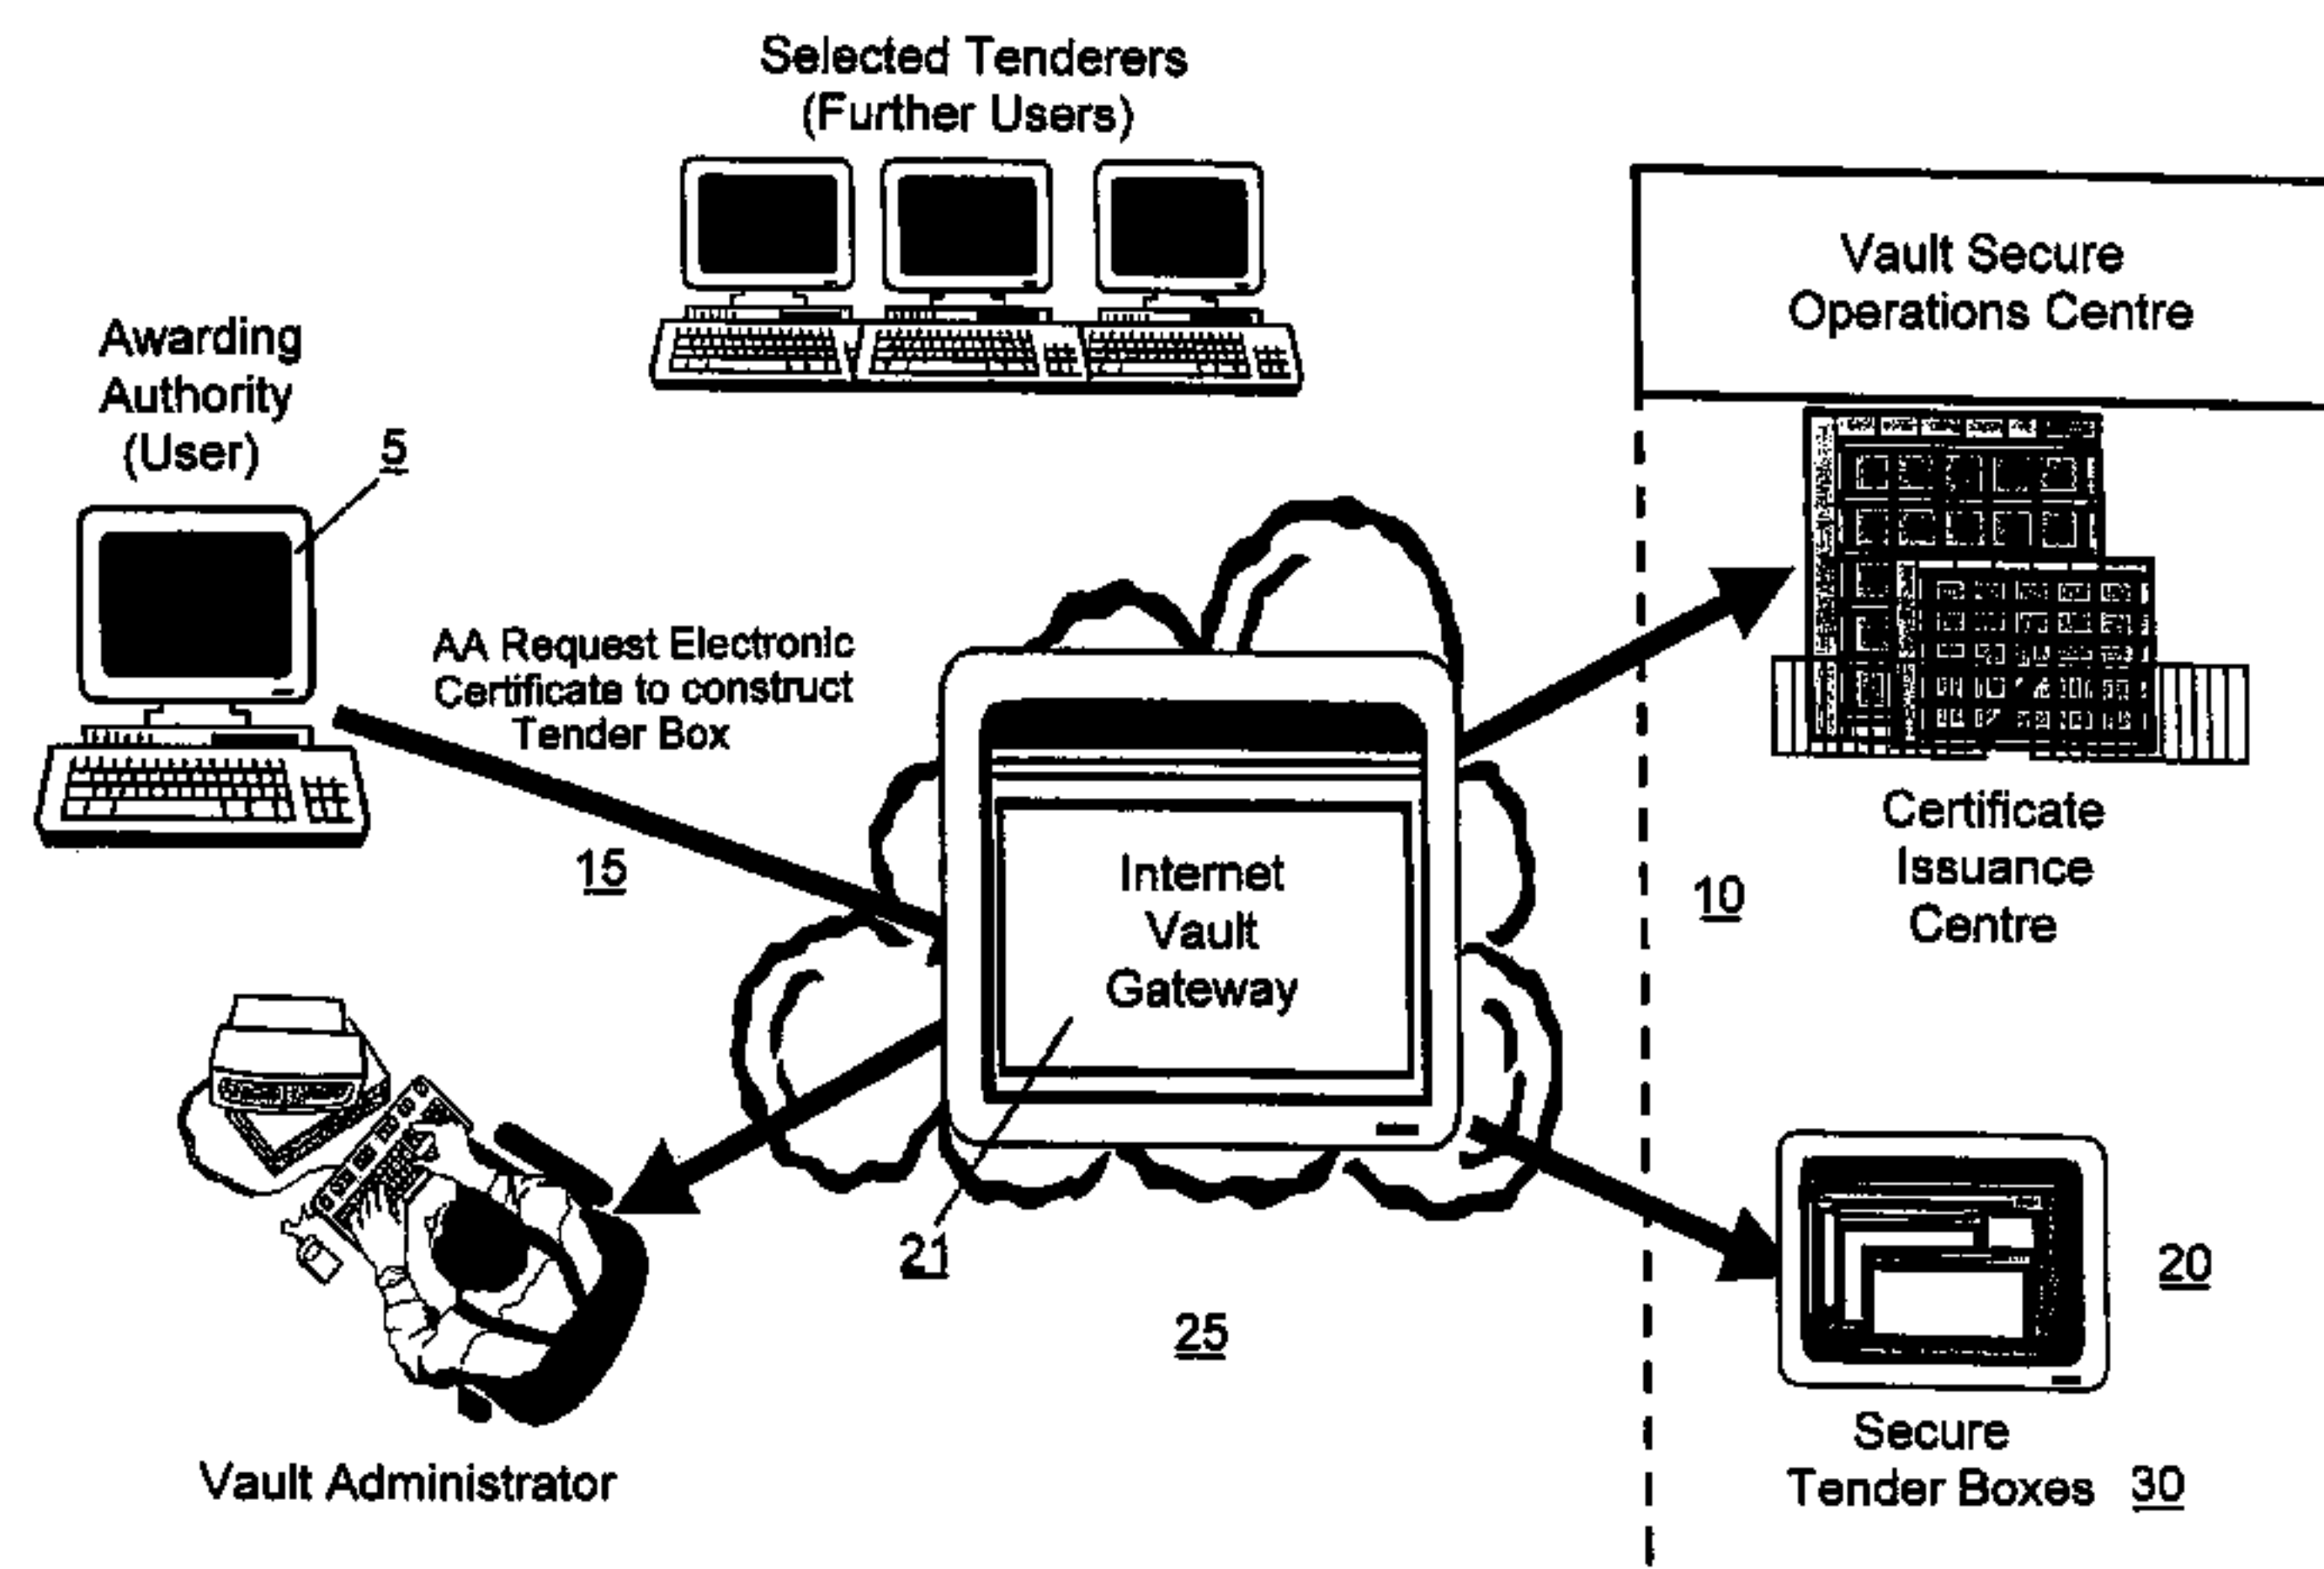 Selected Tenderers
(Further Users)
Vault Secure
Operations Centre
Awarding
Authority
(User)
5
AA Request Electronic
Certificate to construct
Tender Box
15
Internet
Vault
Gateway
10
Certificate
Issuance
Centre
21
20
25
Secure
Tender Boxes 30
Vault Administrator